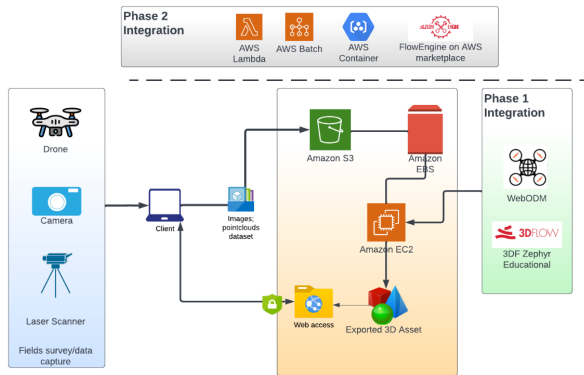 Phase 2
Integration
AWS
Lambda
AWS Batch
AWS
Container
FlowEngine on AWS
marketplace
Phase 1
Integration
Drone
Camera
Laser Scanner
Fields survey/data
capture
Client
Images;
pointclouds
dataset
Amazon S3
Amazon
EBS
Amazon EC2
Web access
Exported 3D Asset
WebODM
3DFLOW
3DF Zephyr
Educational